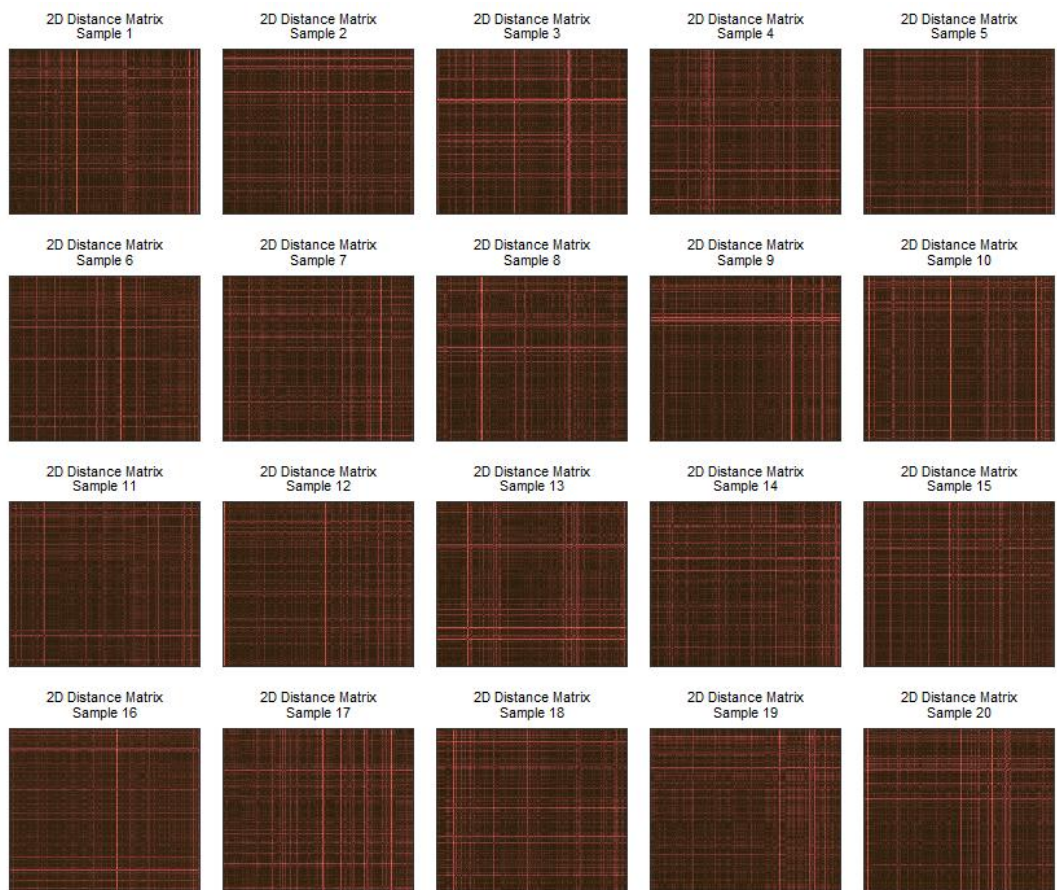 2D Distance Matrix
Sample 1
2D Distance Matrix
Sample 2
2D Distance Matrix
Sample 3
2D Distance Matrix
Sample 4
2D Distance Matrix
Sample 5
2D Distance Matrix
Sample 6
2D Distance Matrix
Sample 7
2D Distance Matrix
Sample 8
2D Distance Matrix
Sample 9
2D Distance Matrix
Sample 10
2D Distance Matrix
Sample 11
2D Distance Matrix
Sample 12
2D Distance Matrix
Sample 13
2D Distance Matrix
Sample 14
2D Distance Matrix
Sample 15
2D Distance Matrix
Sample 16
2D Distance Matrix
Sample 17
2D Distance Matrix
Sample 18
2D Distance Matrix
Sample 19
2D Distance Matrix
Sample 20